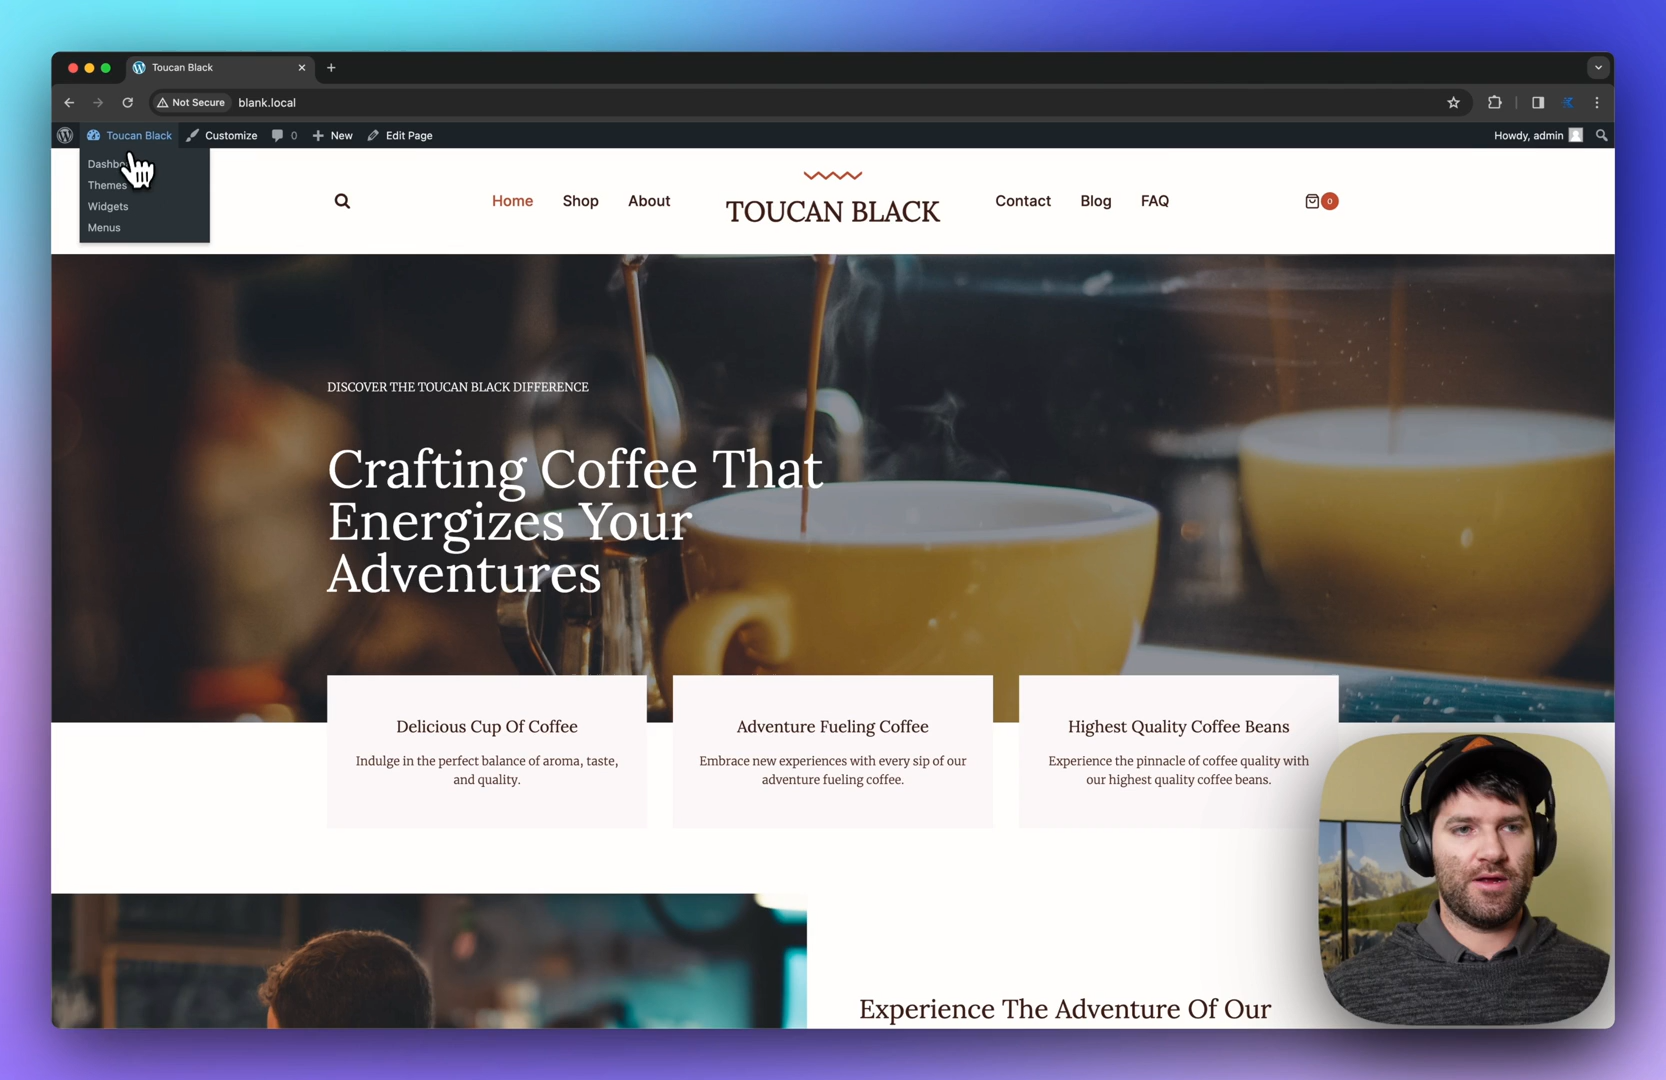 Toucan Black
Not Secure
blank.local
Toucan Black
Customize
0
New
Edit Page
Howdy, admin
Themes
Widgets
Menus
Home
Shop
About
TOUCAN BLACK
Contact
Blog
FAQ
0
DISCOVER THE TOUCAN BLACK DIFFERENCE
Crafting Coffee That
Energizes Your
Adventures
Delicious Cup Of Coffee
Indulge in the perfect balance of aroma, taste,
and quality.
Adventure Fueling Coffee
Embrace new experiences with every sip of our
adventure fueling coffee.
Highest Quality Coffee Beans
Experience the pinnacle of coffee quality with
our highest quality coffee beans.
Experience The Adventure Of Our